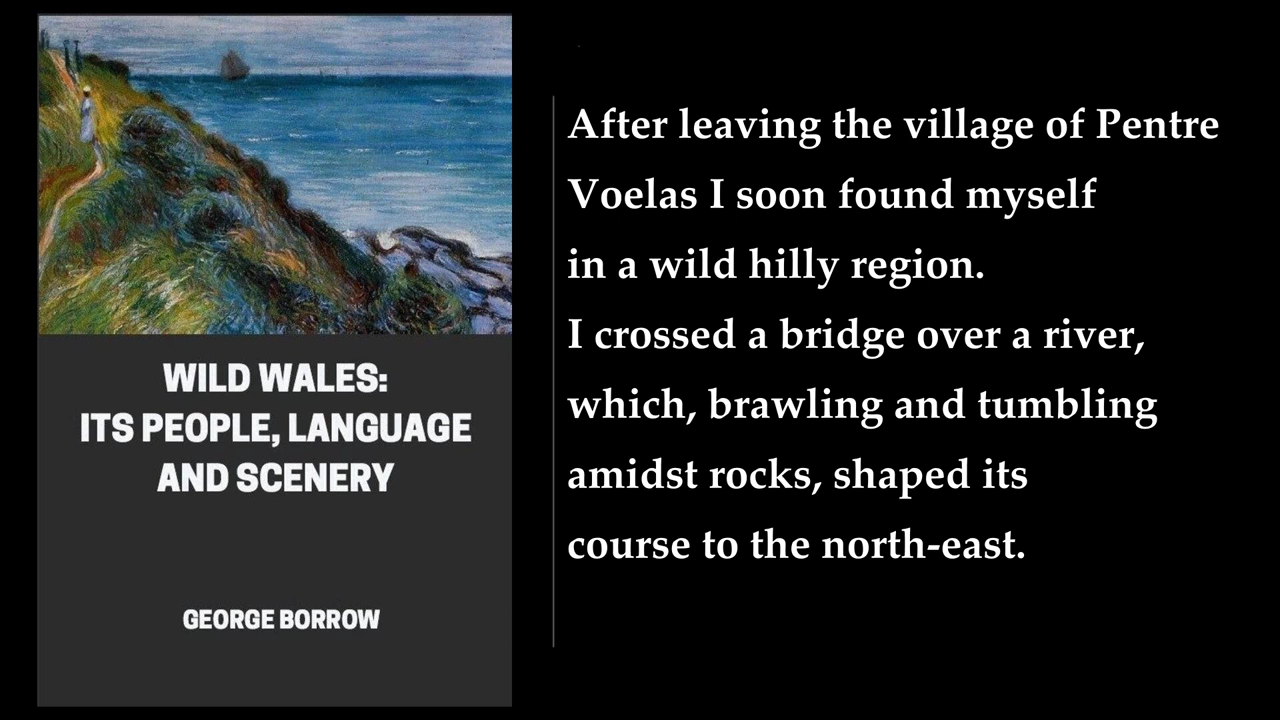 WILD WALES:
ITS PEOPLE, LANGUAGE
AND SCENERY
GEORGE BORROW
After leaving the village of Pentre
Voelas I soon found myself
in a wild hilly region.
I crossed a bridge over a river,
which, brawling and tumbling
amidst rocks, shaped its
course to the north-east.